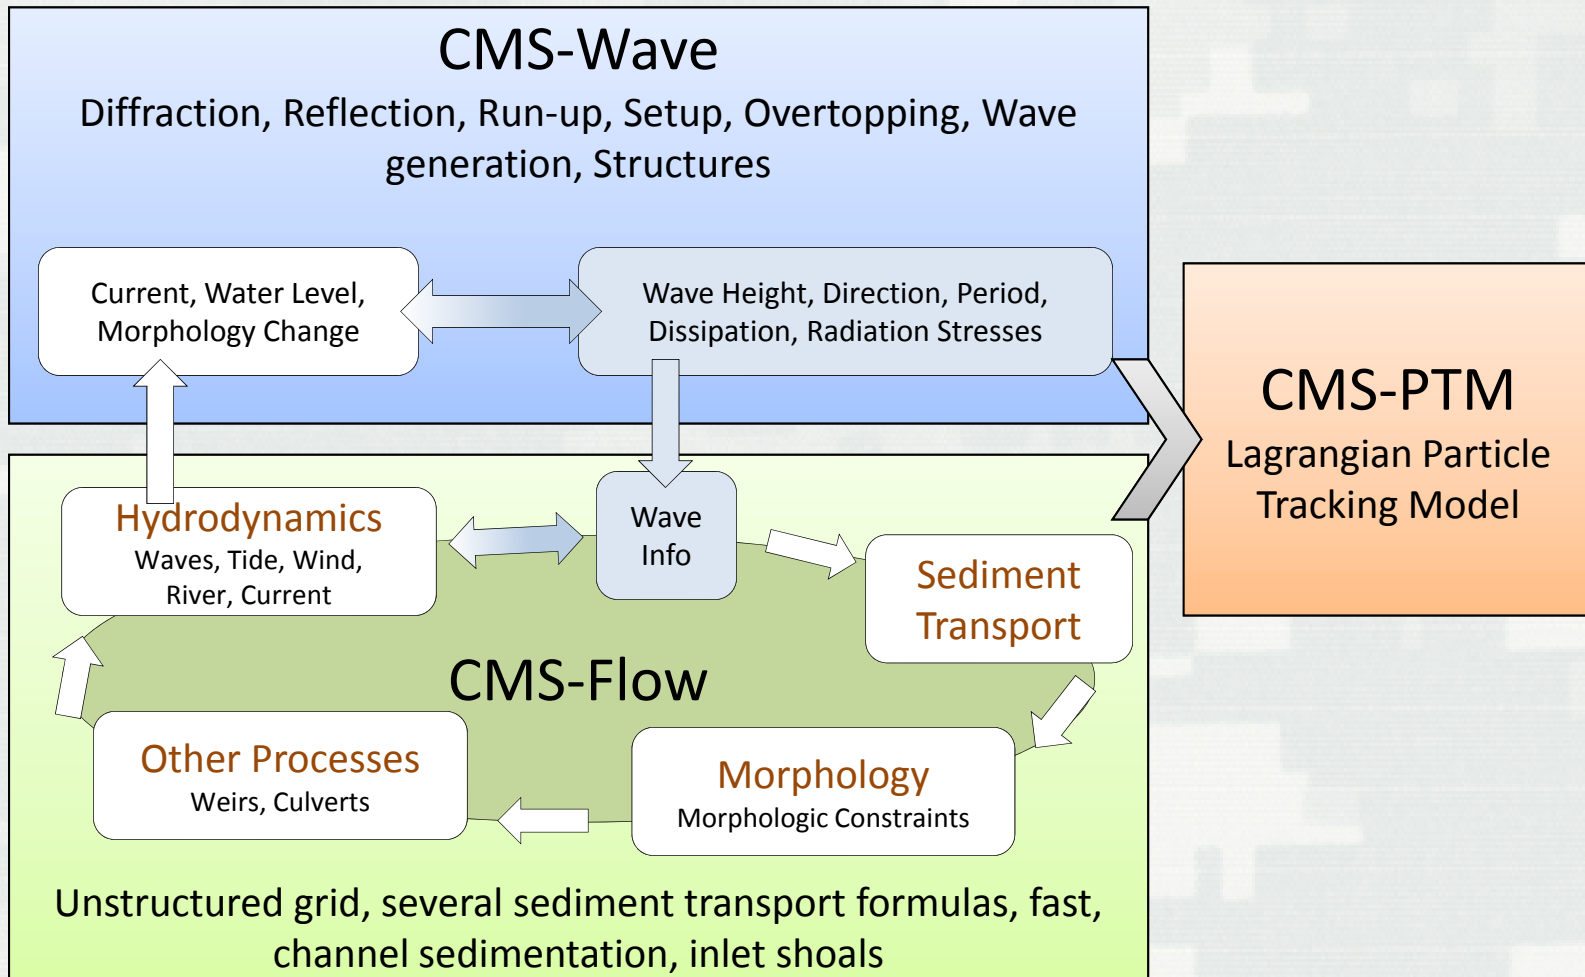 CMS-Wave
Diffraction, Reflection, Run-up, Setup, Overtopping, Wave
generation, Structures
Current, Water Level,
Morphology Change
Wave Height, Direction, Period,
Dissipation, Radiation Stresses
CMS-PTM
Lagrangian Particle
Tracking Model
Hydrodynamics
Waves, Tide, Wind,
River, Current
Wave
Info
Sediment
Transport
CMS-Flow
Other Processes
Weirs, Culverts
Morphology
Morphologic Constraints
Unstructured grid, several sediment transport formulas, fast,
channel sedimentation, inlet shoals